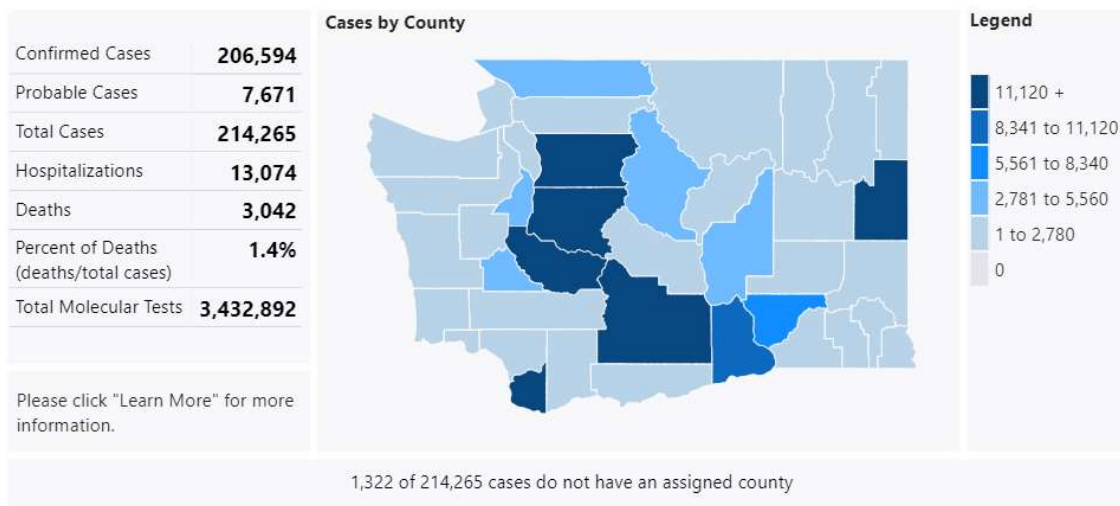 Confirmed Cases 206,594
Probable Cases 7,671
Total Cases 214,265
Hospitalizations 13,074
Deaths 3,042
Percent of Deaths 1.4%
(deaths/total cases)
Total Molecular Tests 3,432,892
Please click "Learn More" for more
information.
Cases by County
Legend
11,120 +
8,341 to 11,120
5,561 to 8,340
2,781 to 5,560
1 to 2,780
0
1,322 of 214,265 cases do not have an assigned county